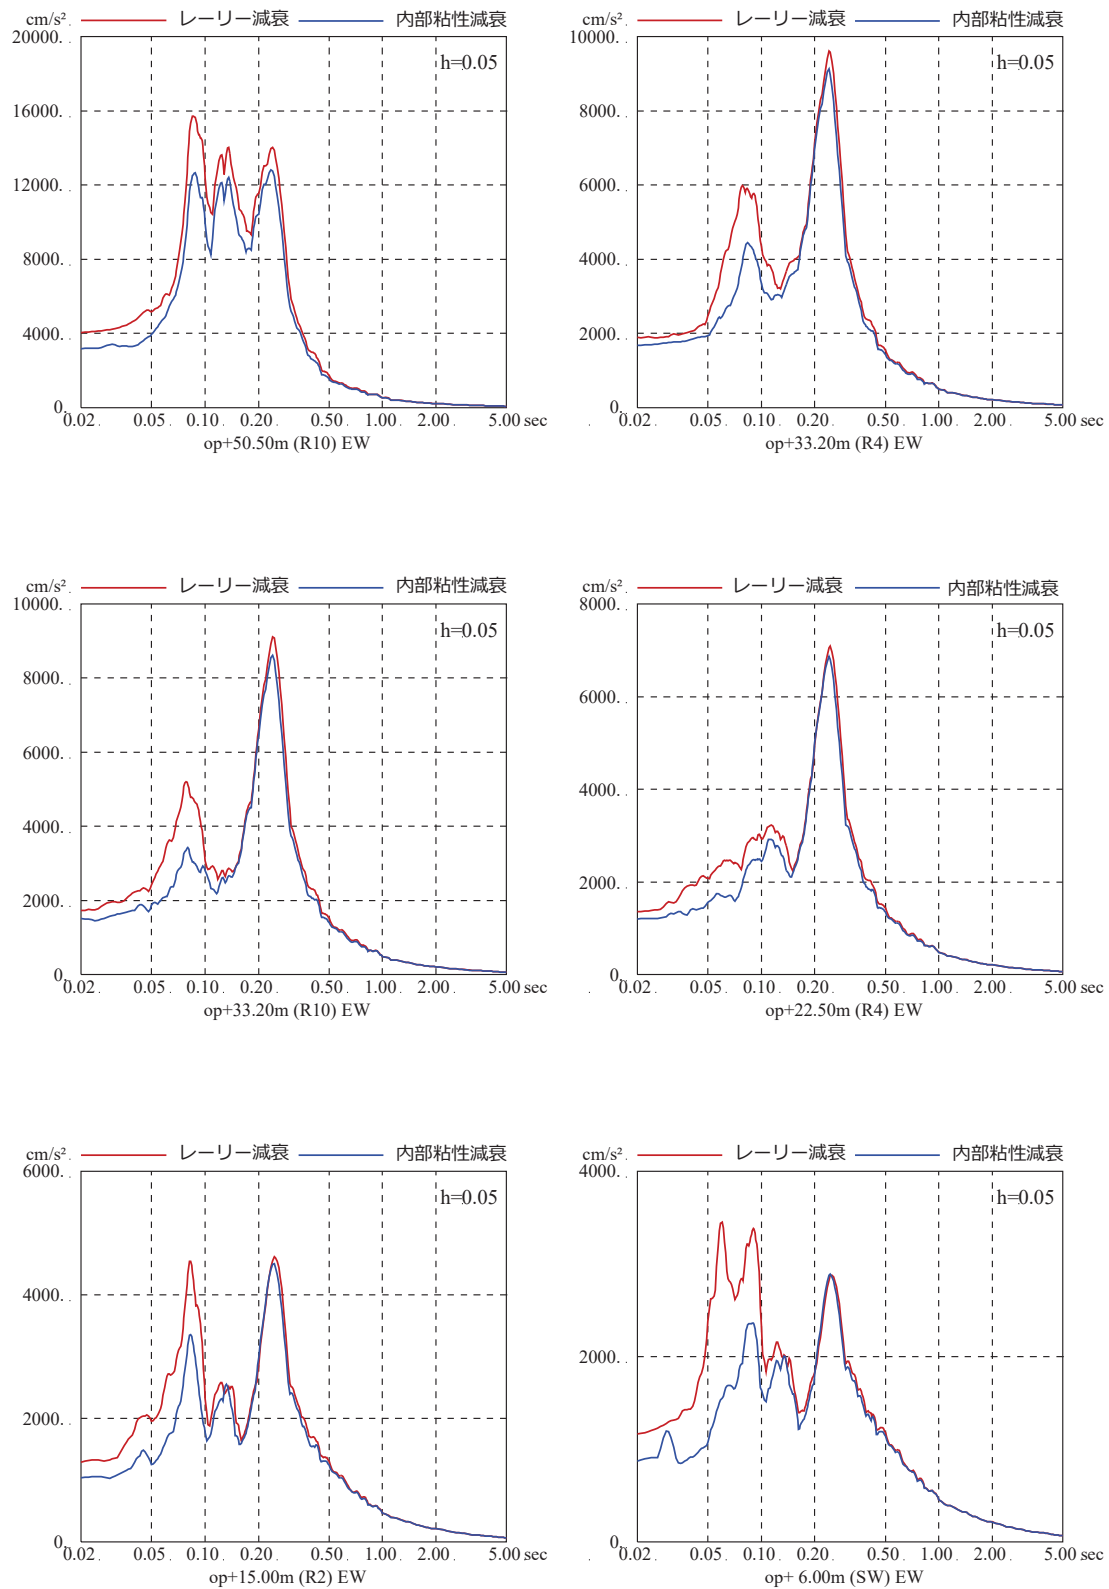 cm/s². レーリー減衰 内部粘性減衰
20000.
h=0.05
16000.
12000.
8000.
4000.
0.
0.02 0.05 0.10 0.20 0.50 1.00 2.00 5.00 sec
op+50.50m (R10) EW
cm/s². レーリー減衰 内部粘性減衰
10000.
h=0.05
8000.
6000.
4000.
2000.
0.
0.02 0.05 0.10 0.20 0.50 1.00 2.00 5.00 sec
op+33.20m (R4) EW
cm/s². レーリー減衰 内部粘性減衰
10000.
h=0.05
8000.
6000.
4000.
2000.
0.
0.02 0.05 0.10 0.20 0.50 1.00 2.00 5.00 sec
op+33.20m (R10) EW
cm/s². レーリー減衰 内部粘性減衰
8000.
h=0.05
6000.
4000.
2000.
0.
0.02 0.05 0.10 0.20 0.50 1.00 2.00 5.00 sec
op+22.50m (R4) EW
cm/s². レーリー減衰 内部粘性減衰
6000.
h=0.05
4000.
2000.
0.
0.02 0.05 0.10 0.20 0.50 1.00 2.00 5.00 sec
op+15.00m (R2) EW
cm/s². レーリー減衰 内部粘性減衰
4000.
h=0.05
2000.
0.
0.02 0.05 0.10 0.20 0.50 1.00 2.00 5.00 sec
op+ 6.00m (SW) EW